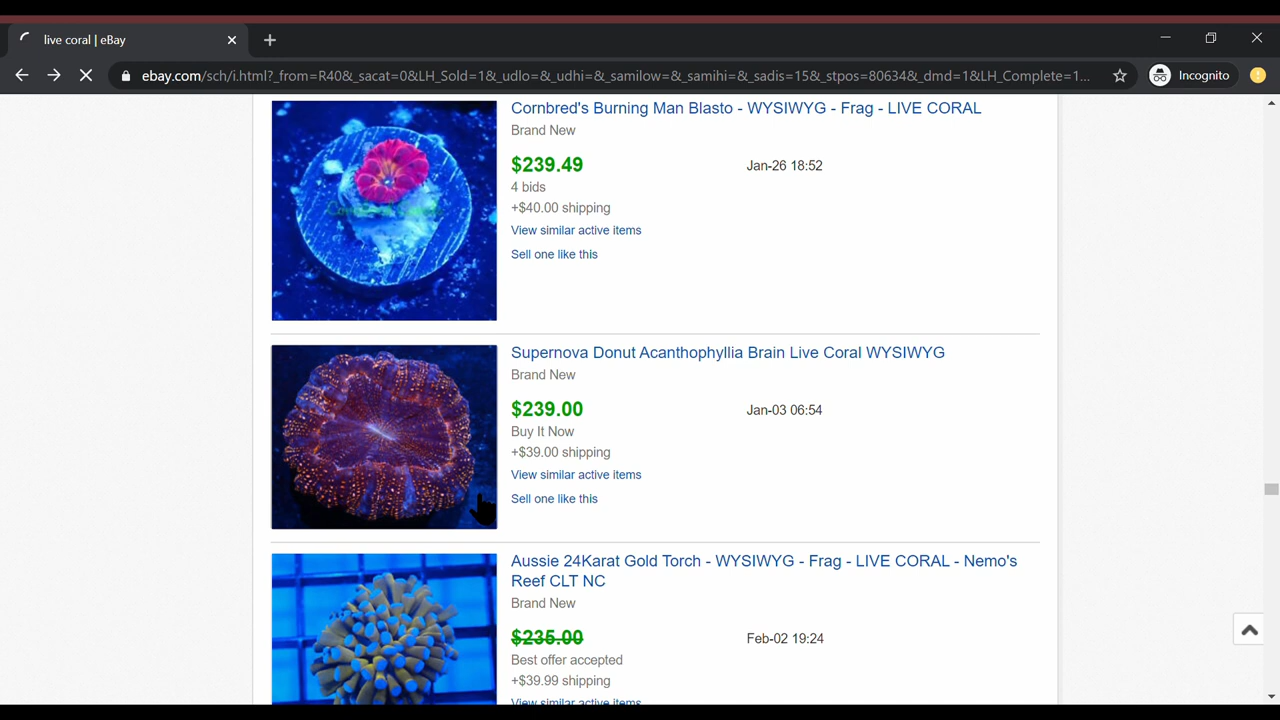 live coral | eBay
ebay.com/sch/i.html?_from=R40&_sacat=0&LH_Sold=1&_udlo=&_udhi=&_samilow=&_samihi=&_sadis=15&_stpos=80634&_dmd=1&LH_Complete=1...
Incognito
Cornbred's Burning Man Blasto - WYSIWYG - Frag - LIVE CORAL
Brand New
$239.49
Jan-26 18:52
4 bids
+$40.00 shipping
View similar active items
Sell one like this
Supernova Donut Acanthophyllia Brain Live Coral WYSIWYG
Brand New
$239.00
Jan-03 06:54
Buy It Now
+$39.00 shipping
View similar active items
Sell one like this
Aussie 24Karat Gold Torch - WYSIWYG - Frag - LIVE CORAL - Nemo's
Reef CLT NC
Brand New
$235.00
Feb-02 19:24
Best offer accepted
+$39.99 shipping
View similar active items